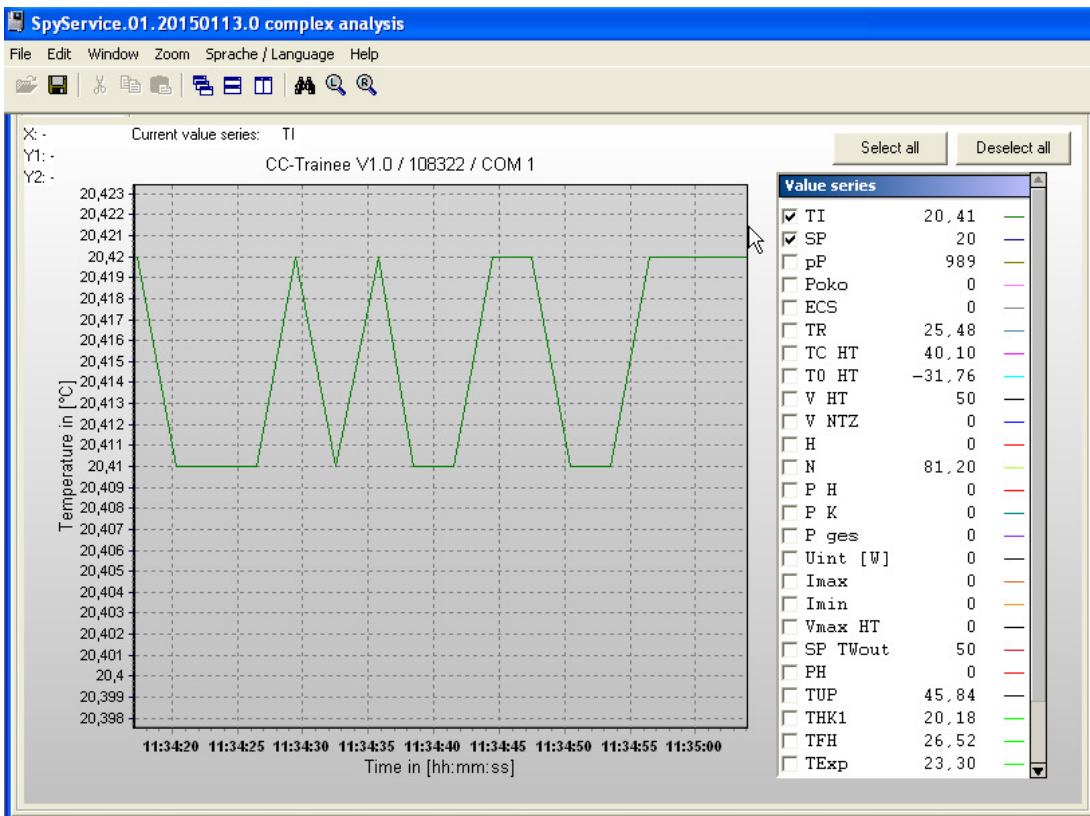 SpyService.01.20150113.0 complex analysis
File Edit Window Zoom Sprache / Language Help
X: - Current value series: TI
Y1: -
Y2: -
CC-Trainee V1.0 / 108322 / COM 1
Select all Deselect all
20,423
20,422
20,421
20,42
20,419
20,418
20,417
20,416
20,415
20,414
20,413
20,412
20,411
20,41
20,409
20,408
20,407
20,406
20,405
20,404
20,403
20,402
20,401
20,4
20,399
20,398
Temperature in [°C]
11:34:20 11:34:25 11:34:30 11:34:35 11:34:40 11:34:45 11:34:50 11:34:55 11:35:00
Time in [hh:mm:ss]
Value series
TI 20,41
SP 20
pP 989
Poko 0
ECS 0
TR 25,48
TC HT 40,10
T0 HT -31,76
V HT 50
V NTZ 0
H 0
N 81,20
P H 0
P K 0
P ges 0
Uint [W] 0
Imax 0
Imin 0
Vmax HT 0
SP TWout 50
PH 0
TUP 45,84
THK1 20,18
TFH 26,52
TExp 23,30